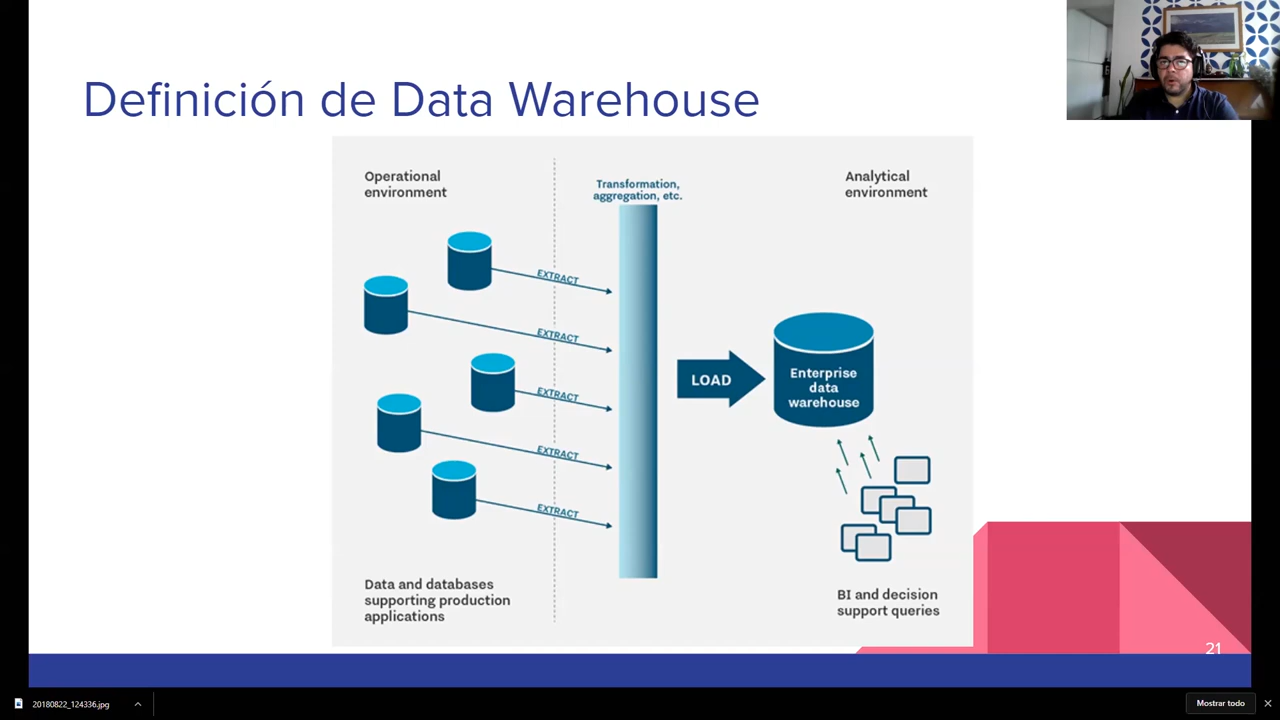 Definición de Data Warehouse
Operational
environment
Transformation,
aggregation, etc.
Analytical
environment
EXTRACT
EXTRACT
EXTRACT
EXTRACT
EXTRACT
LOAD
Enterprise
data
warehouse
Data and databases
supporting production
applications
BI and decision
support queries
21
20180822_124336.jpg
Mostrar todo